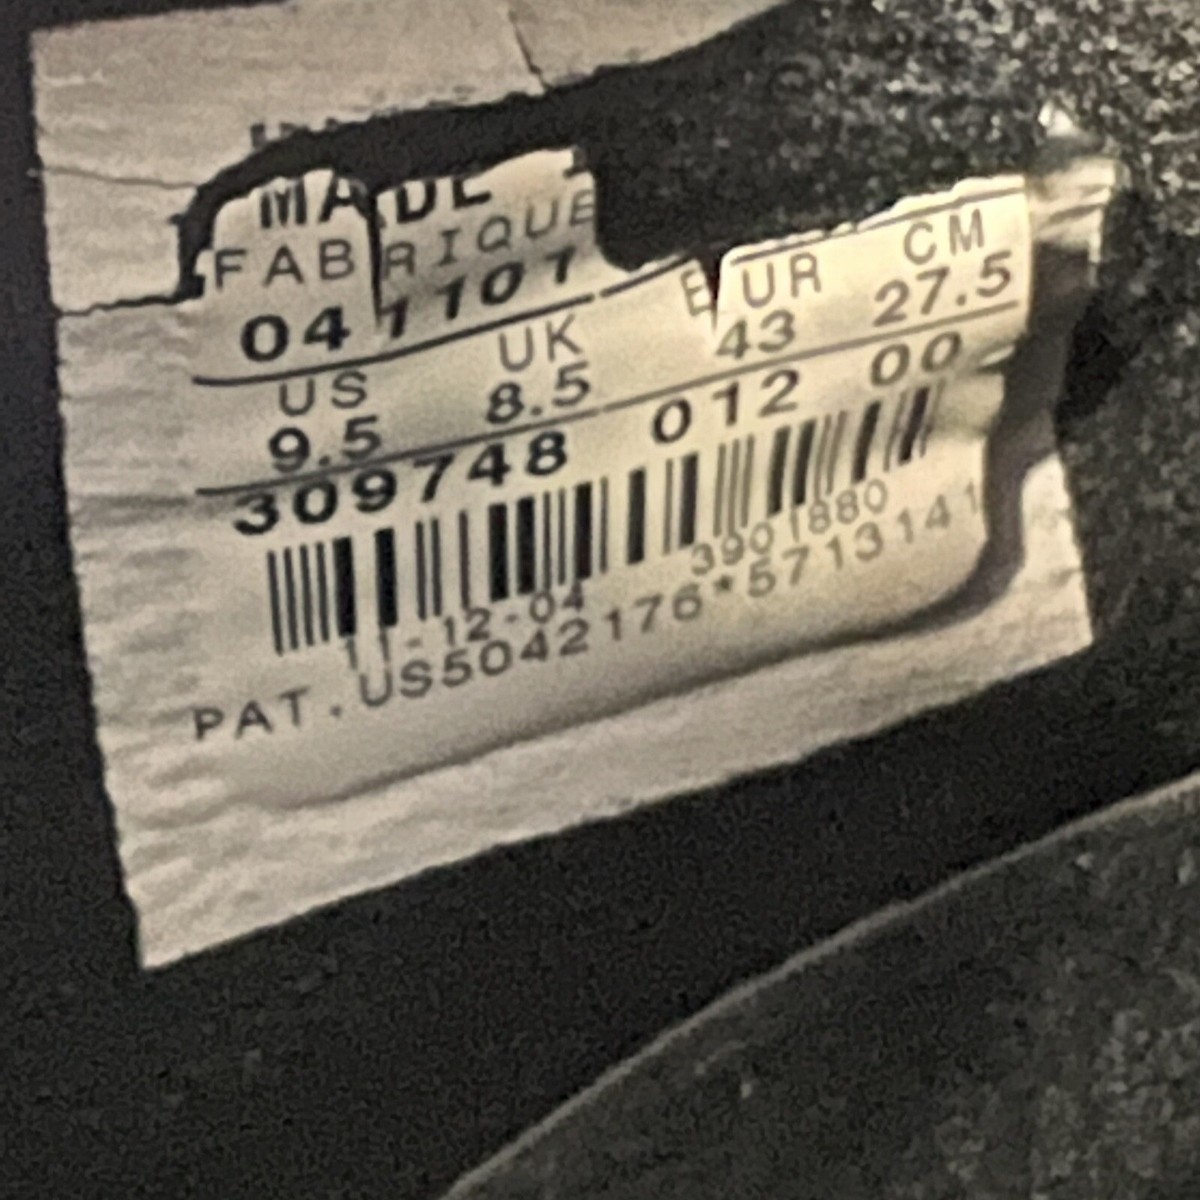 MADE
FABRIQUE
041101
US UK EUR CM
9.5 8.5 43 27.5
309748 012 00
11-12-04 3901880
PAT.US5042176*5713141